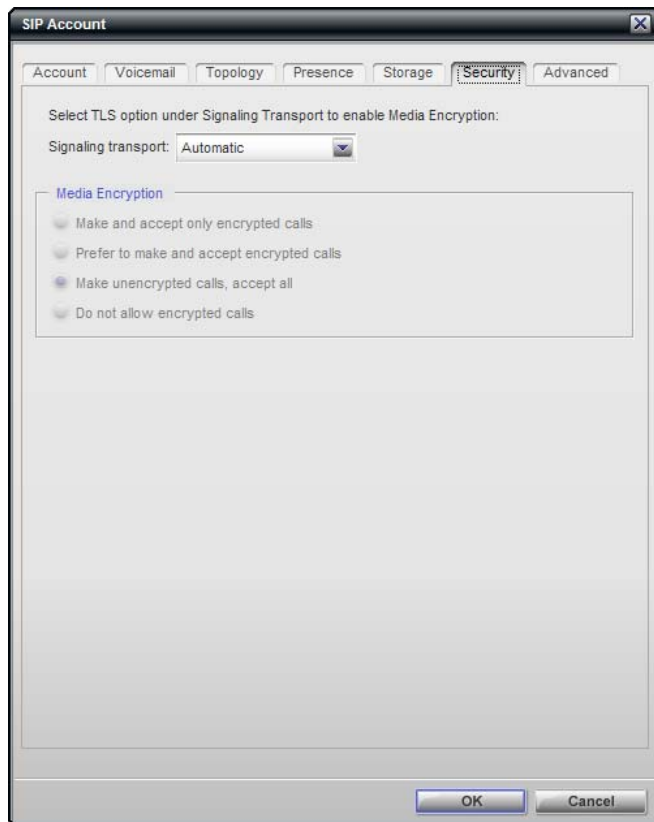 SIP Account
Account Voicemail Topology Presence Storage Security Advanced
Select TLS option under Signaling Transport to enable Media Encryption:
Signaling transport: Automatic
Media Encryption
Make and accept only encrypted calls
Prefer to make and accept encrypted calls
Make unencrypted calls, accept all
Do not allow encrypted calls
OK Cancel